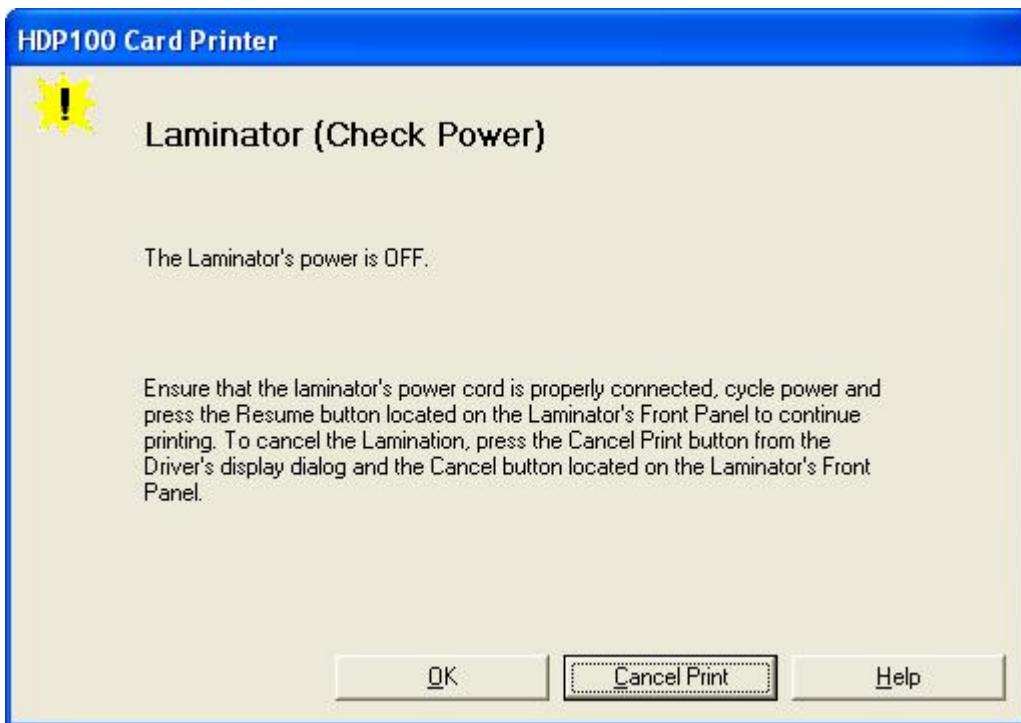 HDP100 Card Printer
Laminator (Check Power)
The Laminator's power is OFF.
Ensure that the laminator's power cord is properly connected, cycle power and
press the Resume button located on the Laminator's Front Panel to continue
printing. To cancel the Lamination, press the Cancel Print button from the
Driver's display dialog and the Cancel button located on the Laminator's Front
Panel.
OK
Cancel Print
Help